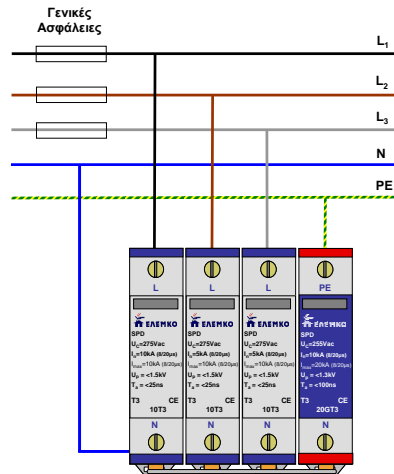 Γενικές
Ασφάλειες
L1
L2
L3
N
PE
L
L
L
PE
ΕΛΕΜΚΟ
SPD
UC=275Vac
In=10kA (8/20μs)
Imax=10kA (8/20μs)
UP = <1.5kV
Ta = <25ns
T3 CE
10T3
N
ΕΛΕΜΚΟ
SPD
UC=275Vac
In=5kA (8/20μs)
Imax=10kA (8/20μs)
UP = <1.5kV
Ta = <25ns
T3 CE
10T3
N
ΕΛΕΜΚΟ
SPD
UC=275Vac
In=5kA (8/20μs)
Imax=10kA (8/20μs)
UP = <1.5kV
Ta = <25ns
T3 CE
10T3
N
ΕΛΕΜΚΟ
SPD
UC=255Vac
In=10kA (8/20μs)
Imax=20kA (8/20μs)
UP = <1.3kV
Ta = <100ns
T3 CE
20GT3
N